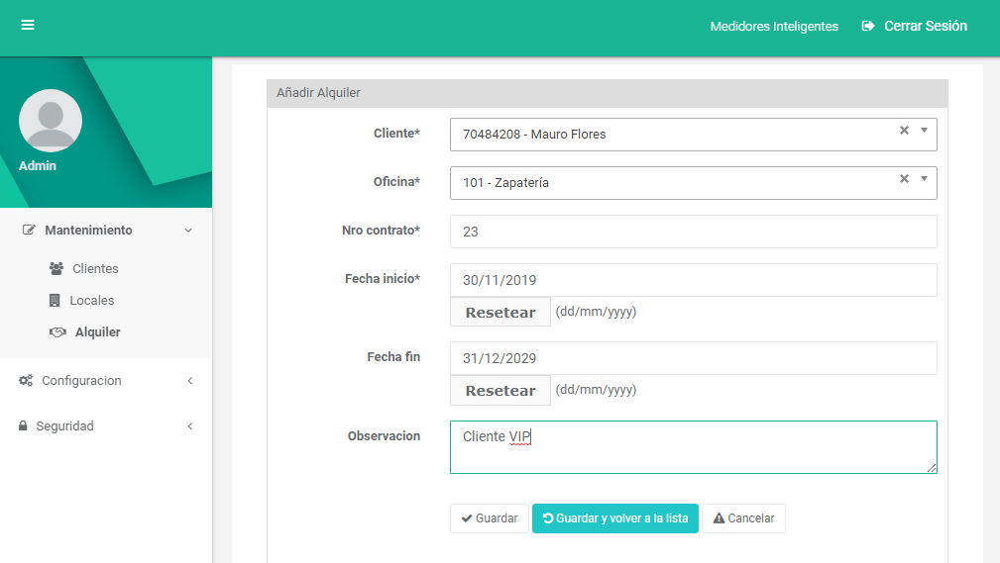 Medidores Inteligentes
Cerrar Sesión
Admin
Mantenimiento
Clientes
Locales
Alquiler
Configuracion
Seguridad
Añadir Alquiler
Cliente* 70484208 - Mauro Flores
Oficina* 101 - Zapatería
Nro contrato* 23
Fecha inicio* 30/11/2019
Resetear (dd/mm/yyyy)
Fecha fin 31/12/2029
Resetear (dd/mm/yyyy)
Observacion Cliente VIP
Guardar Guardar y volver a la lista Cancelar